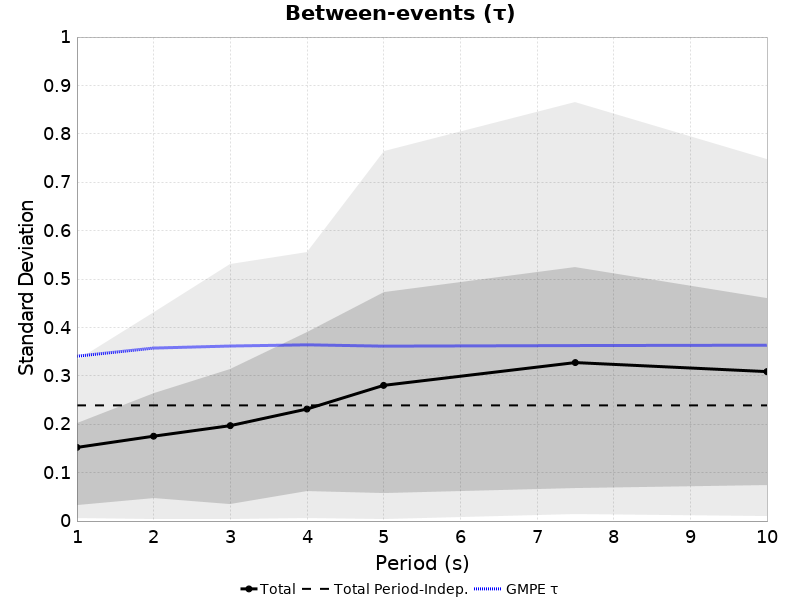 Between-events (τ)
1
0.9
0.8
0.7
0.6
0.5
0.4
0.3
0.2
0.1
0
Standard Deviation
1 2 3 4 5 6 7 8 9 10
Period (s)
Total Total Period-Indep. GMPE τ